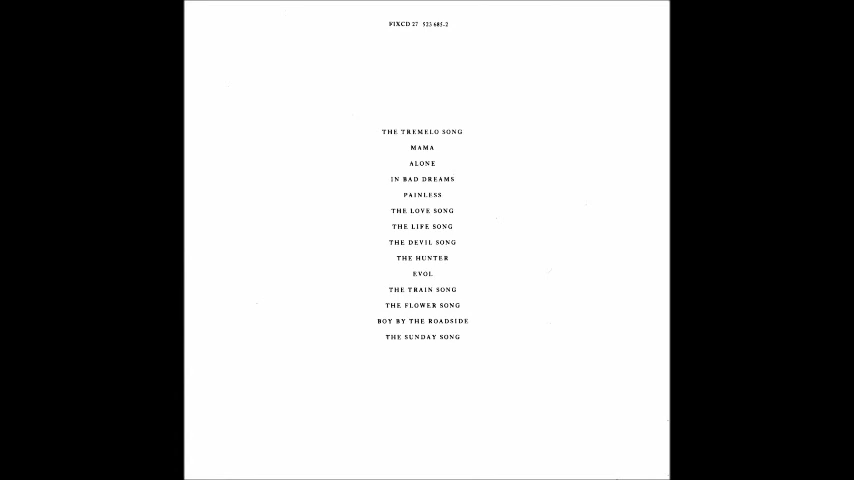 FIXCD 27 523 685-2
THE TREMELO SONG
MAMA
ALONE
IN BAD DREAMS
PAINLESS
THE LOVE SONG
THE LIFE SONG
THE DEVIL SONG
THE HUNTER
EVOL
THE TRAIN SONG
THE FLOWER SONG
BOY BY THE ROADSIDE
THE SUNDAY SONG